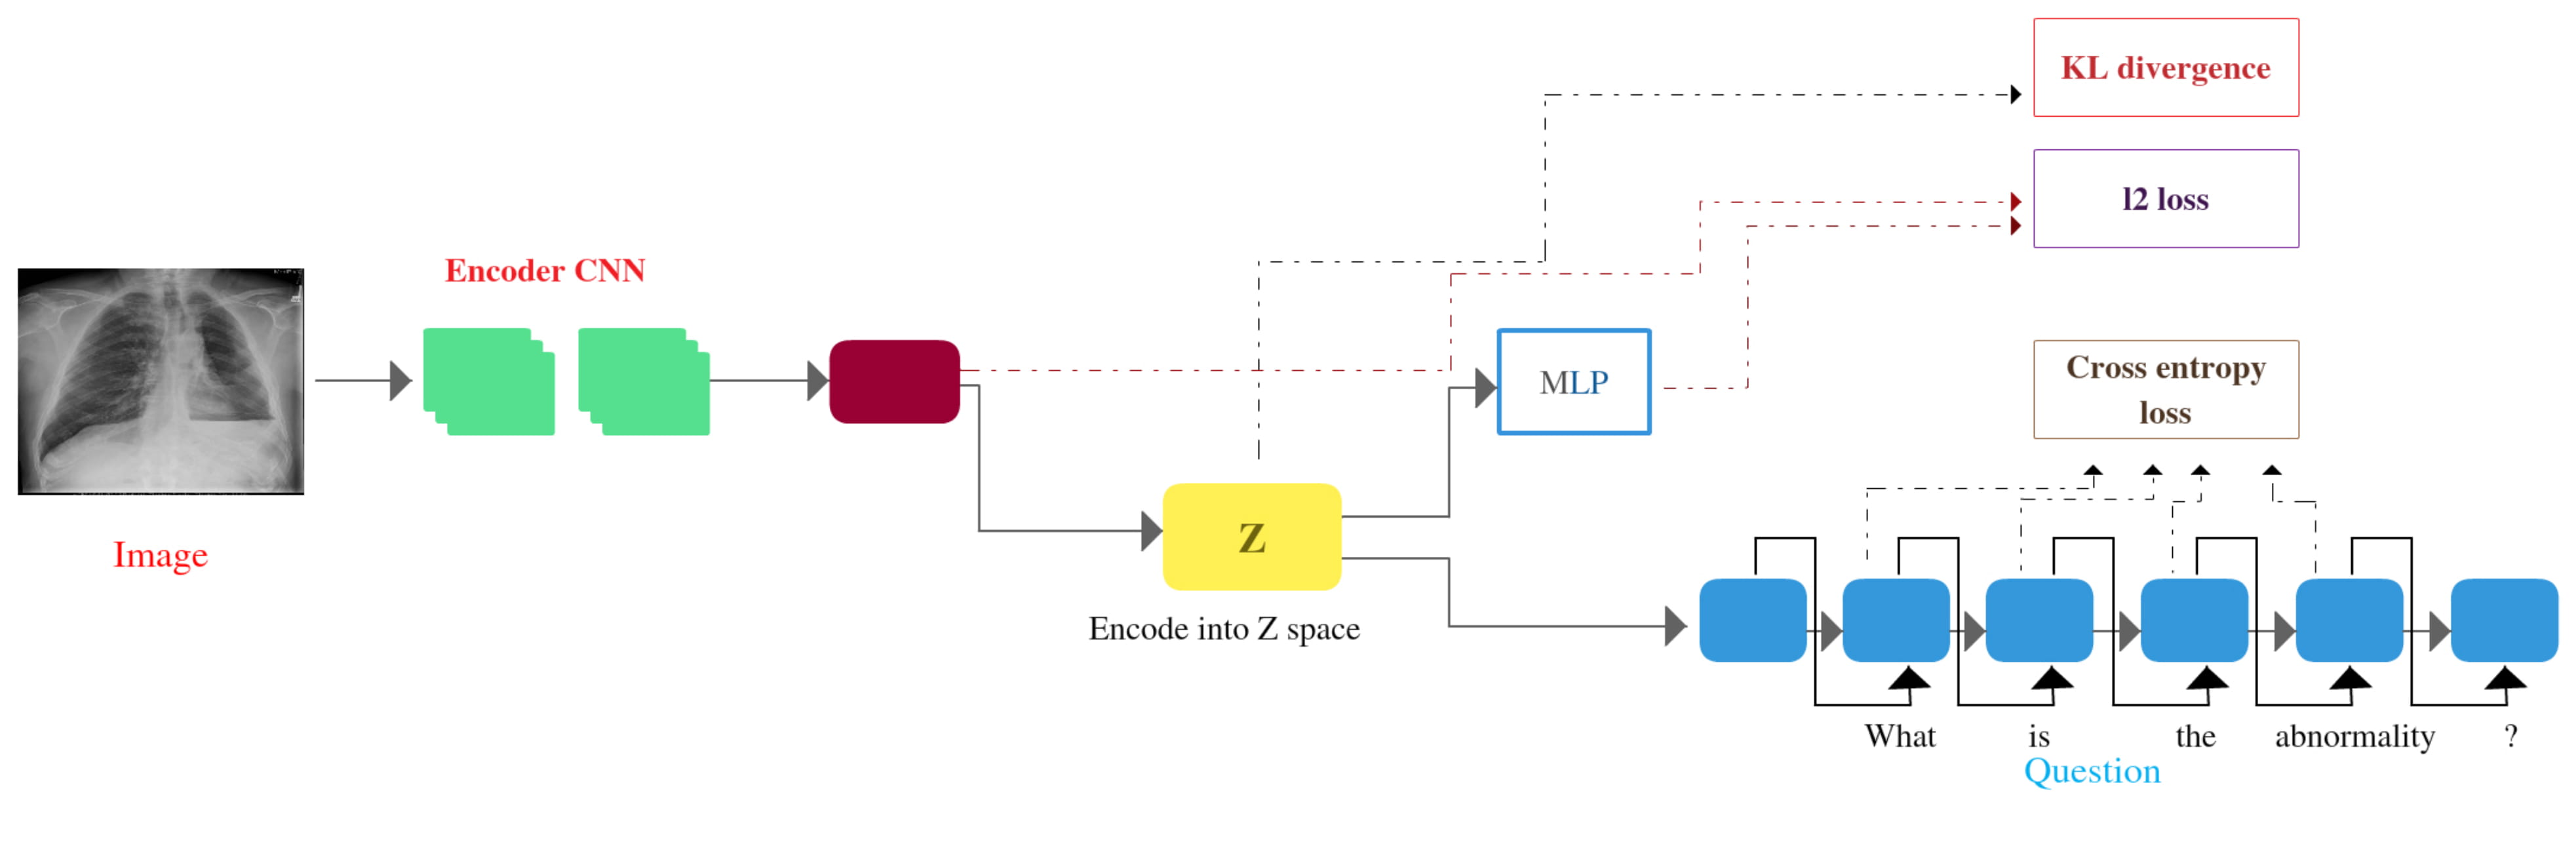 KL divergence
l2 loss
Encoder CNN
Cross entropy
loss
MLP
Z
Image
Encode into Z space
What is the abnormality ?
Question